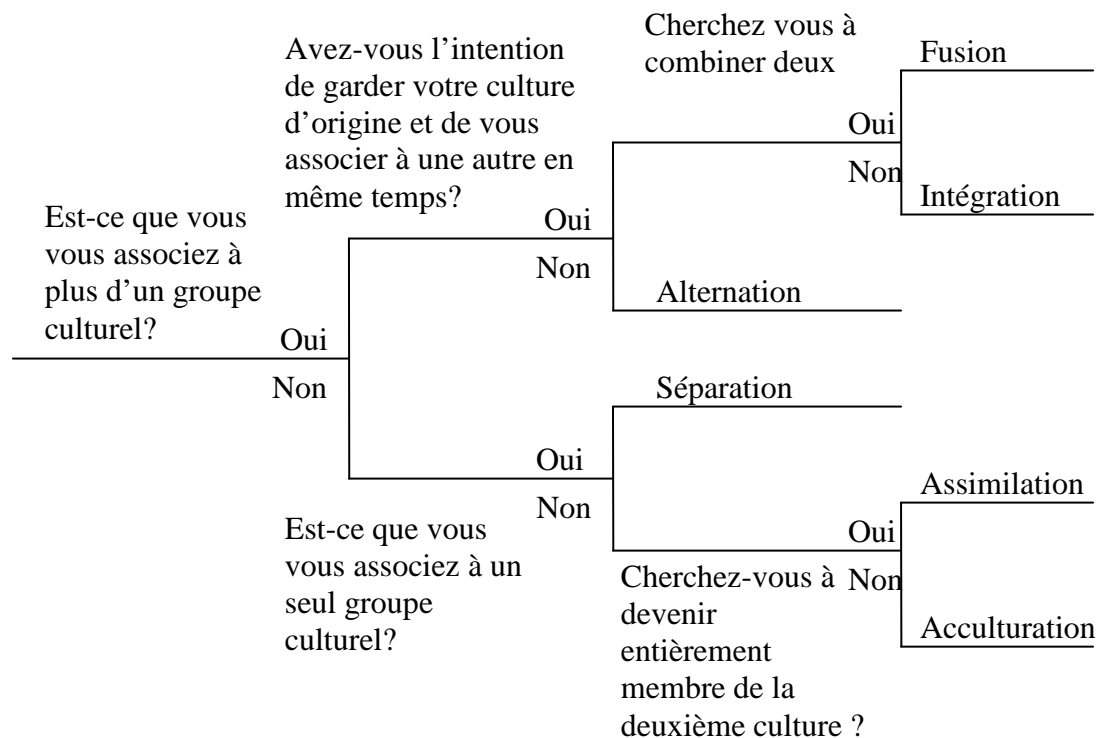 Cherchez vous à
combiner deux
Fusion
Avez-vous l’intention
de garder votre culture
d’origine et de vous
associer à une autre en
même temps?
Oui
Non
Intégration
Est-ce que vous
vous associez à
plus d’un groupe
culturel?
Oui
Non
Alternation
Oui
Non
Séparation
Oui
Non
Assimilation
Est-ce que vous
vous associez à un
seul groupe
culturel?
Oui
Non
Cherchez-vous à
devenir
entièrement
membre de la
deuxième culture ?
Acculturation